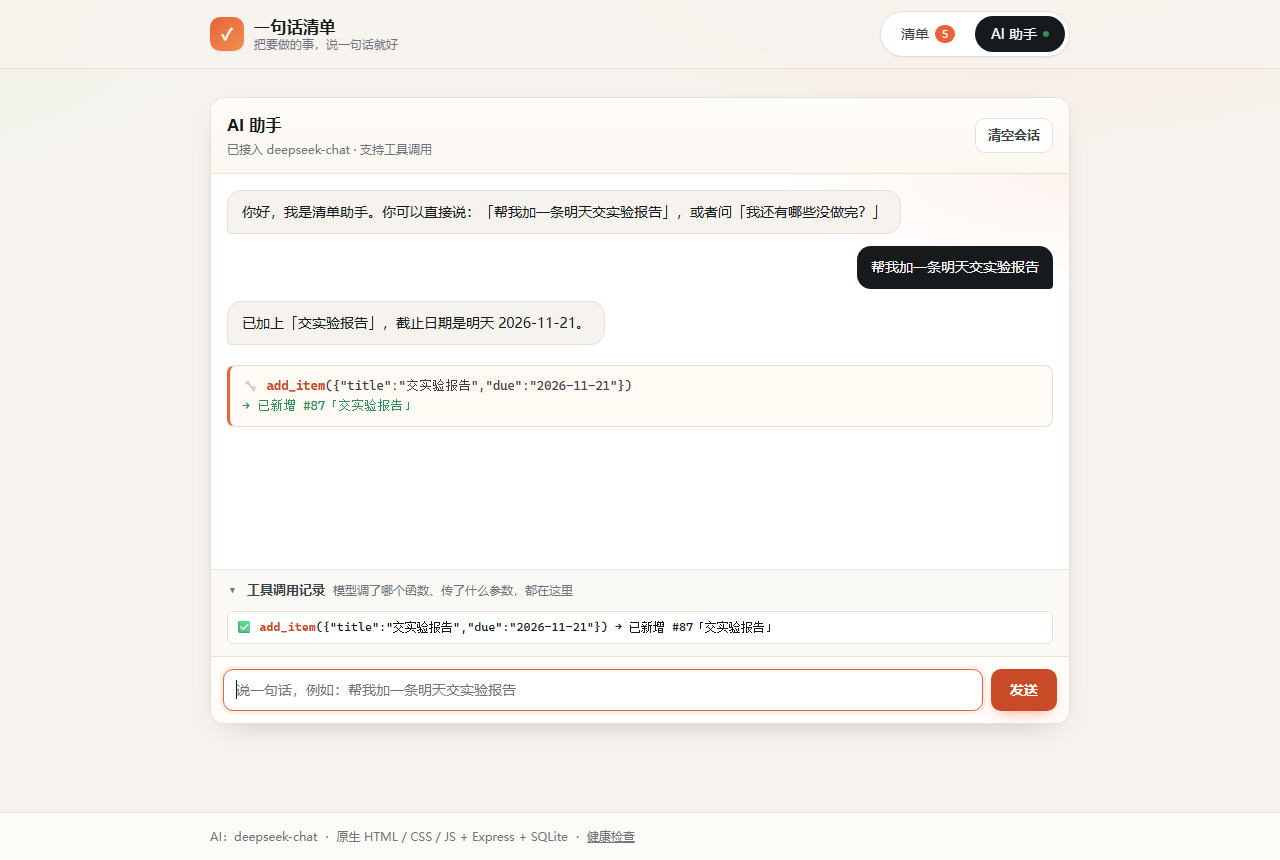 一句话清单
把要做的事，说一句话就好
清单 5
AI 助手
AI 助手
已接入 deepseek-chat · 支持工具调用
清空会话
你好，我是清单助手。你可以直接说：「帮我加一条明天交实验报告」，或者问「我还有哪些没做完？」
帮我加一条明天交实验报告
已加上「交实验报告」，截止日期是明天 2026-11-21。
add_item({"title":"交实验报告","due":"2026-11-21"})
→ 已新增 #87「交实验报告」
▼ 工具调用记录 模型调了哪个函数、传了什么参数，都在这里
✅ add_item({"title":"交实验报告","due":"2026-11-21"}) → 已新增 #87「交实验报告」
说一句话，例如：帮我加一条明天交实验报告
发送
AI：deepseek-chat · 原生 HTML / CSS / JS + Express + SQLite · 健康检查